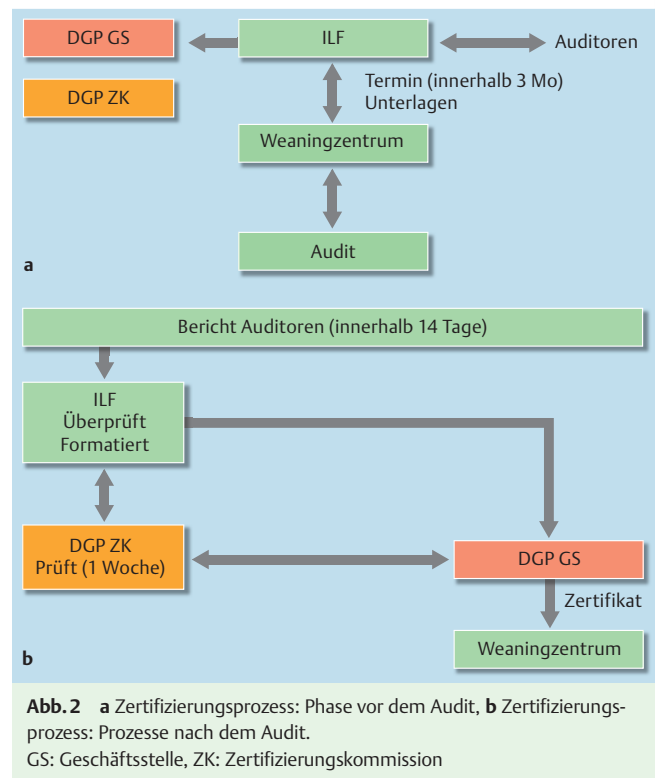 DGP GS
ILF
Auditoren
DGP ZK
Termin (innerhalb 3 Mo)
Unterlagen
Weaningzentrum
Audit
a
Bericht Auditoren (innerhalb 14 Tage)
ILF
Überprüft
Formatiert
DGP ZK
Prüft (1 Woche)
DGP GS
Zertifikat
Weaningzentrum
b
Abb. 2 a Zertifizierungsprozess: Phase vor dem Audit, b Zertifizierungs-
prozess: Prozesse nach dem Audit.
GS: Geschäftsstelle, ZK: Zertifizierungskommission